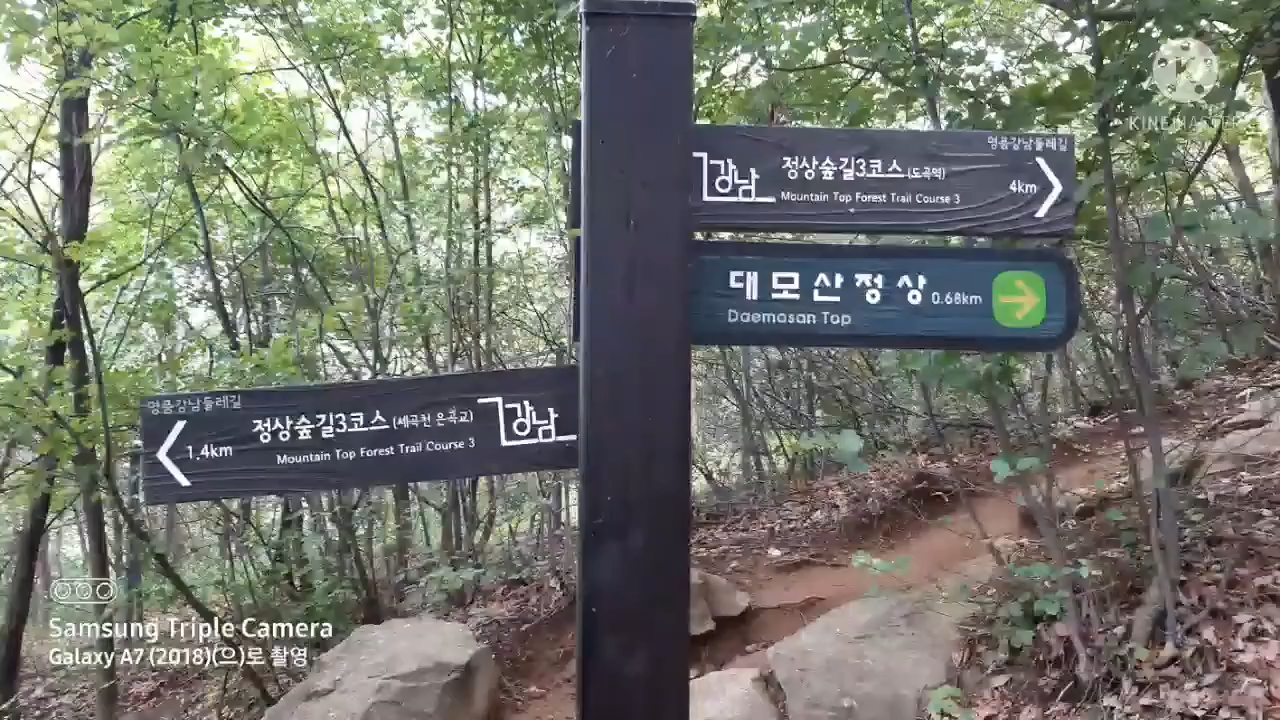 KINEMASTER
명품강남둘레길
강남
정상숲길3코스 (도곡역)
4km
Mountain Top Forest Trail Course 3
대모산정상 0.68km
Daemosan Top
명품강남둘레길
정상숲길3코스 (세곡천 은곡교)
강남
1.4km
Mountain Top Forest Trail Course 3
Samsung Triple Camera
Galaxy A7 (2018)(으)로 촬영